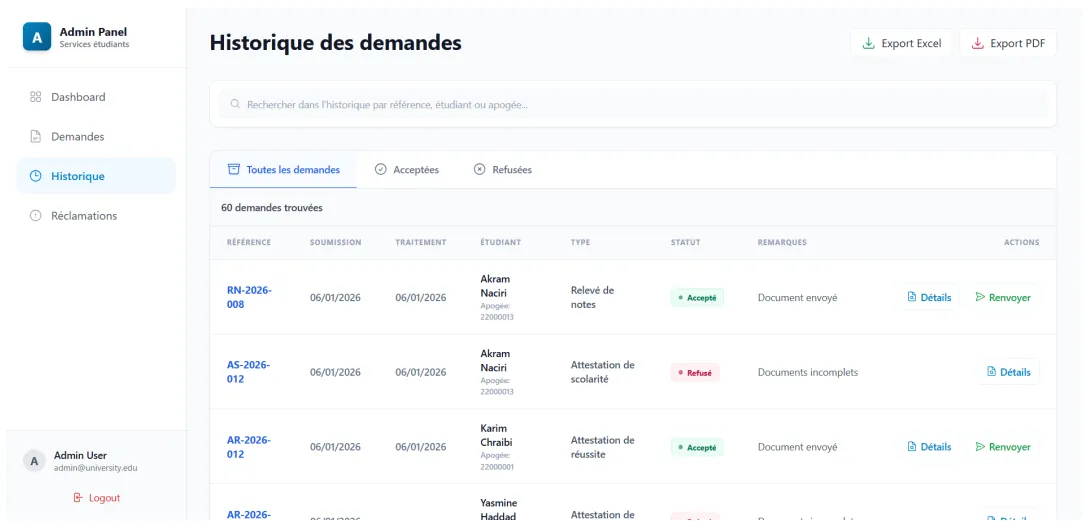 A
Admin Panel
Services étudiants
Dashboard
Demandes
Historique
Réclamations
A
Admin User
admin@university.edu
Logout
Historique des demandes
Export Excel
Export PDF
Rechercher dans l'historique par référence, étudiant ou apogée...
Toutes les demandes
Acceptées
Refusées
60 demandes trouvées
RÉFÉRENCE SOUMISSION TRAITEMENT ÉTUDIANT TYPE STATUT REMARQUES ACTIONS
RN-2026-
008
06/01/2026
06/01/2026
Akram
Naciri
Apogée:
22000013
Relevé de
notes
Accepté
Document envoyé
Détails
Renvoyer
AS-2026-
012
06/01/2026
06/01/2026
Akram
Naciri
Apogée:
22000013
Attestation de
scolarité
Refusé
Documents incomplets
Détails
AR-2026-
012
06/01/2026
06/01/2026
Karim
Chraibi
Apogée:
22000001
Attestation de
réussite
Accepté
Document envoyé
Détails
Renvoyer
AR-2026-
Yasmine
Haddad
Attestation de